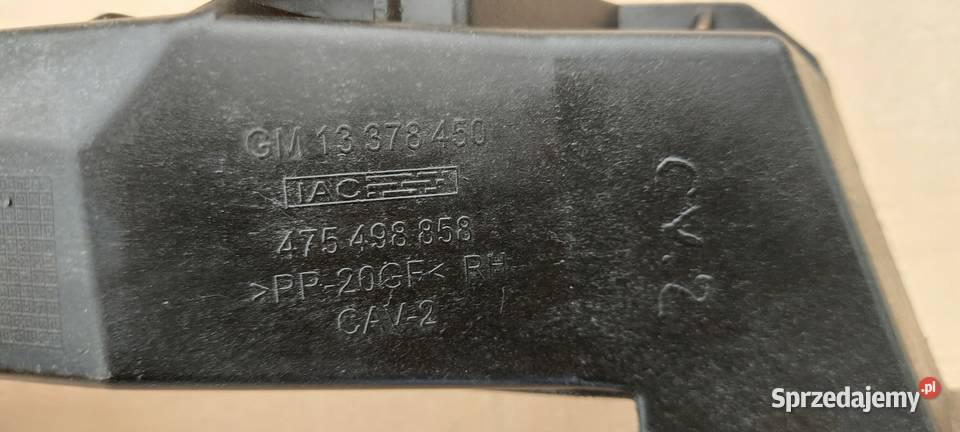 GM 13 378 450
IAC
475 498 858
>PP-20GF< RH
CAV-2
CAV-2
Sprzedajemy.pl